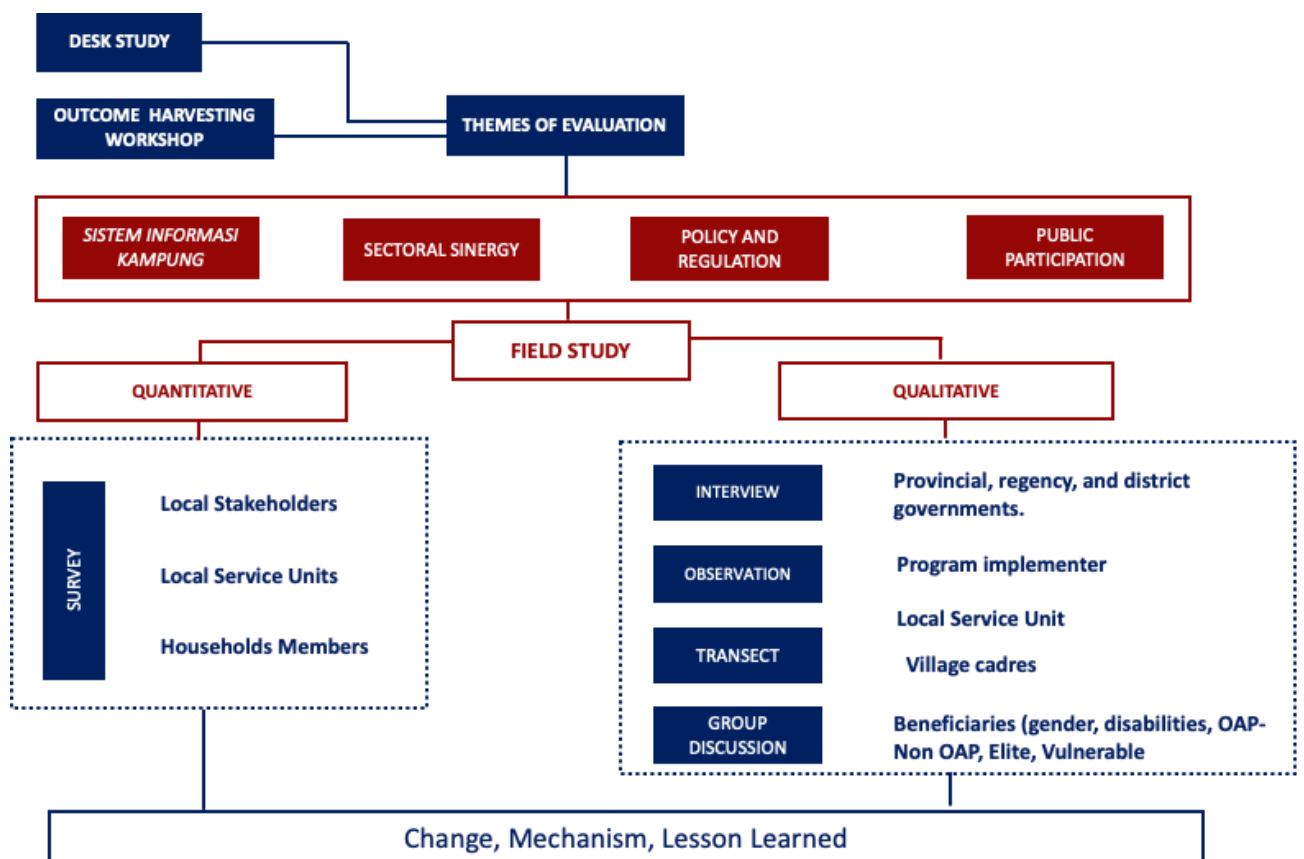 DESK STUDY
OUTCOME HARVESTING
WORKSHOP
THEMES OF EVALUATION
SISTEM INFORMASI
KAMPUNG
SECTORAL SINERGY
POLICY AND
REGULATION
PUBLIC
PARTICIPATION
FIELD STUDY
QUANTITATIVE
QUALITATIVE
SURVEY
Local Stakeholders
Local Service Units
Households Members
INTERVIEW
OBSERVATION
TRANSECT
GROUP
DISCUSSION
Provincial, regency, and district
governments.
Program implementer
Local Service Unit
Village cadres
Beneficiaries (gender, disabilities, OAP-
Non OAP, Elite, Vulnerable
Change, Mechanism, Lesson Learned